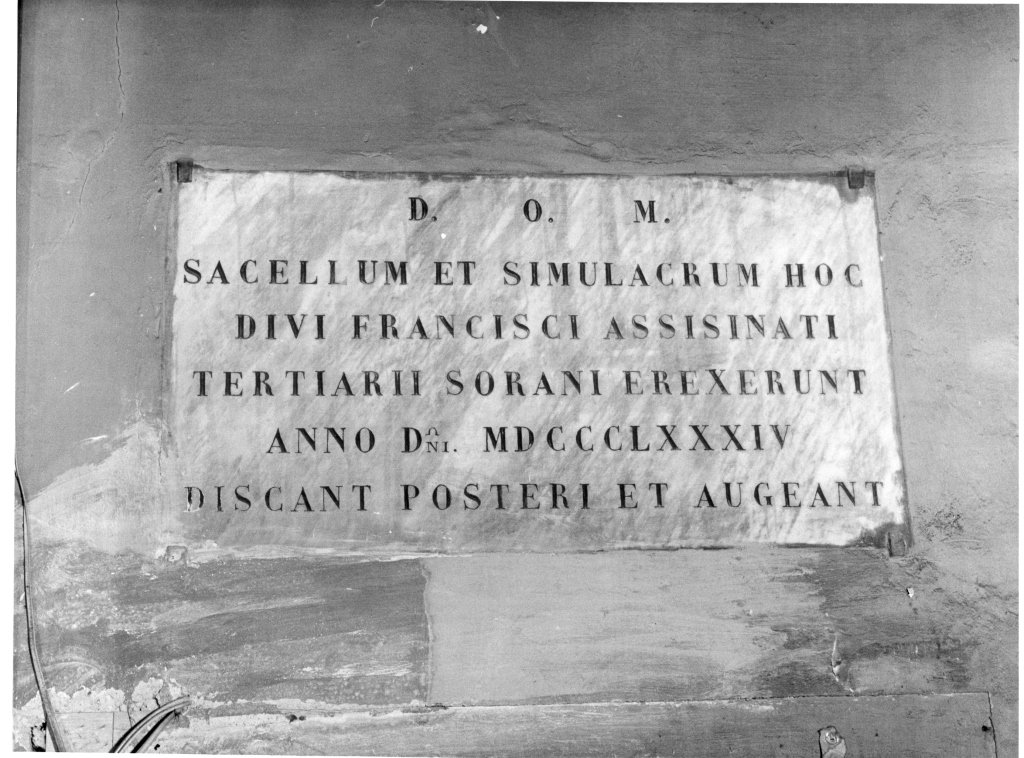 D. O. M.
SACELLUM ET SIMULACRUM HOC
DIVI FRANCISCI ASSISINATI
TERTIARII SORANI EREXERUNT
ANNO DNI. MDCCCLXXXIV
DISCANT POSTERI ET AUGEANT